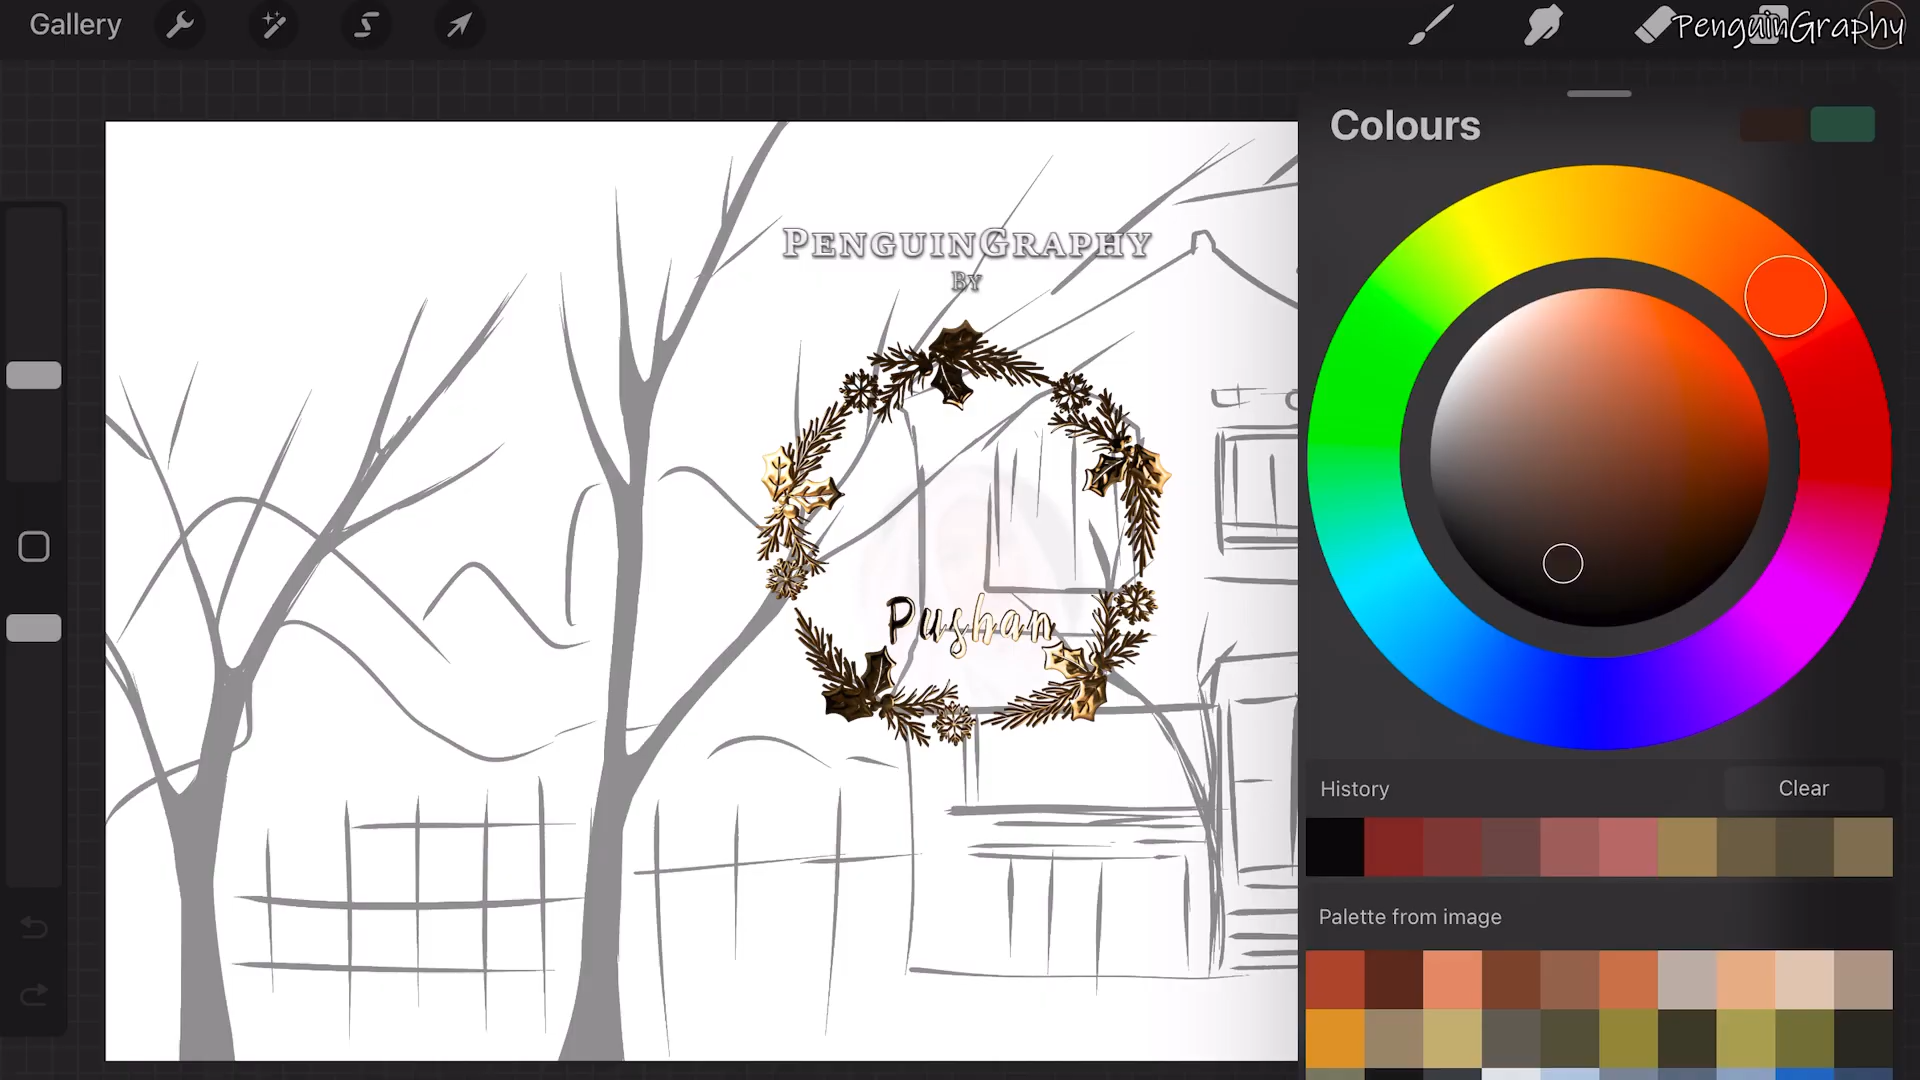 Gallery
PenguinGraphy
Colours
PENGUINGRAPHY
BY
Pushan
History
Clear
Palette from image